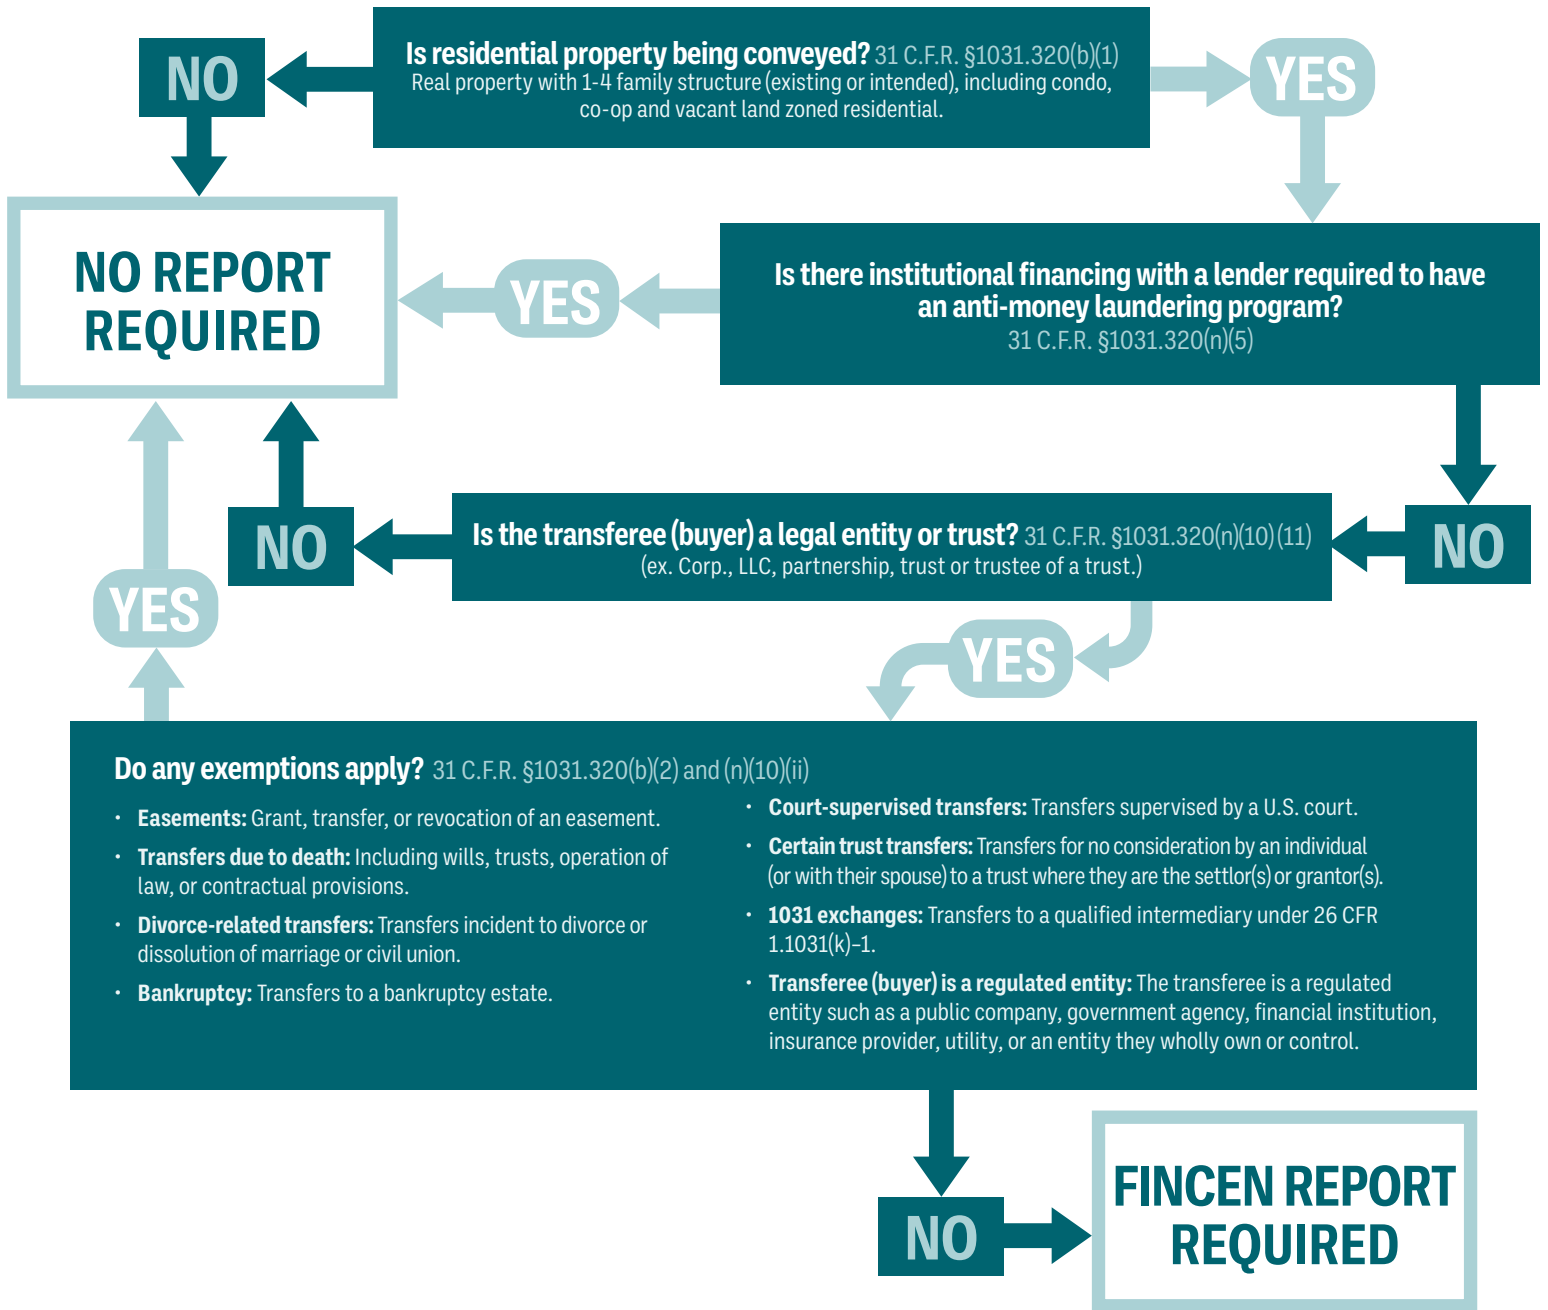 Is residential property being conveyed? 31 C.F.R. §1031.320(b)(1)
Real property with 1-4 family structure (existing or intended), including condo,
co-op and vacant land zoned residential.
NO
YES
NO REPORT
REQUIRED
Is there institutional financing with a lender required to have
an anti-money laundering program?
31 C.F.R. §1031.320(n)(5)
YES
NO
Is the transferee (buyer) a legal entity or trust? 31 C.F.R. §1031.320(n)(10) (11)
(ex. Corp., LLC, partnership, trust or trustee of a trust.)
NO
YES
YES
Do any exemptions apply? 31 C.F.R. §1031.320(b)(2) and (n)(10)(ii)
• Easements: Grant, transfer, or revocation of an easement.
• Transfers due to death: Including wills, trusts, operation of
law, or contractual provisions.
• Divorce-related transfers: Transfers incident to divorce or
dissolution of marriage or civil union.
• Bankruptcy: Transfers to a bankruptcy estate.
• Court-supervised transfers: Transfers supervised by a U.S. court.
• Certain trust transfers: Transfers for no consideration by an individual
(or with their spouse) to a trust where they are the settlor(s) or grantor(s).
• 1031 exchanges: Transfers to a qualified intermediary under 26 CFR
1.1031(k)–1.
• Transferee (buyer) is a regulated entity: The transferee is a regulated
entity such as a public company, government agency, financial institution,
insurance provider, utility, or an entity they wholly own or control.
NO
FINCEN REPORT
REQUIRED